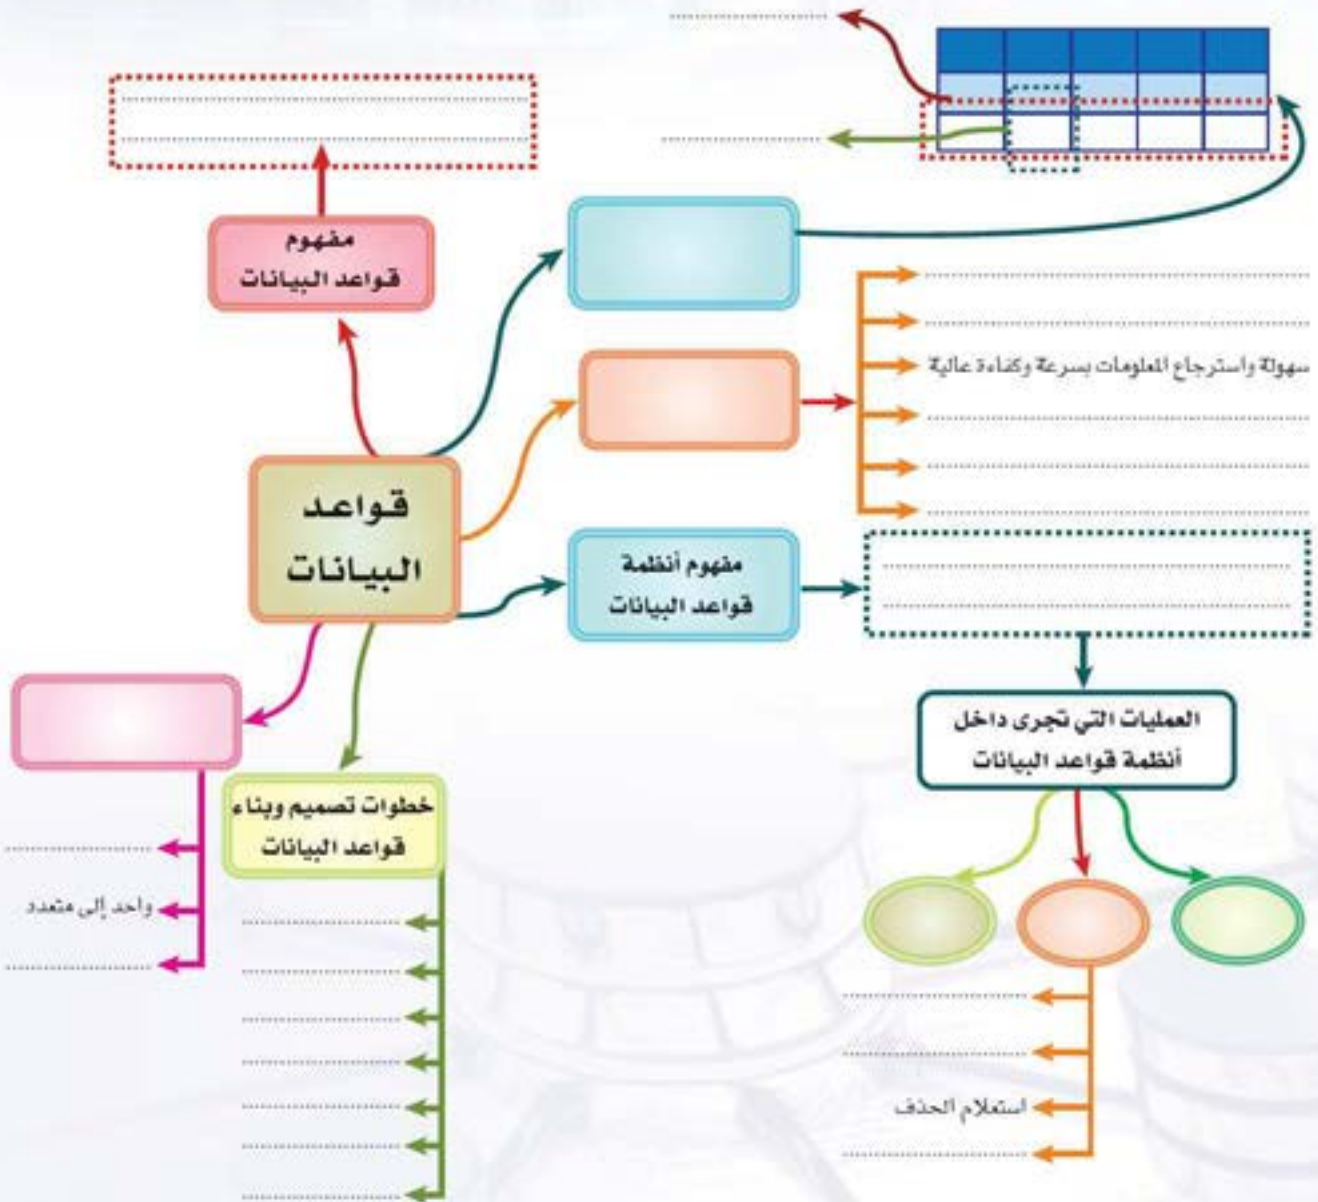 مفهوم
قواعد البيانات
سهولة واسترجاع المعلومات بسرعة وكفاءة عالية
قواعد
البيانات
مفهوم أنظمة
قواعد البيانات
العمليات التي تجرى داخل
أنظمة قواعد البيانات
خطوات تصميم وبناء
قواعد البيانات
واحد إلى متعدد
استعلام الحذف